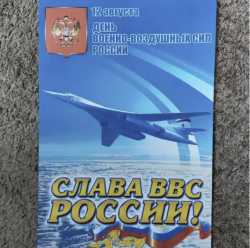 12 августа
ДЕНЬ
ВОЕННО-ВОЗДУШНЫХ СИЛ
РОССИИ
СЛАВА ВВС
РОССИИ!